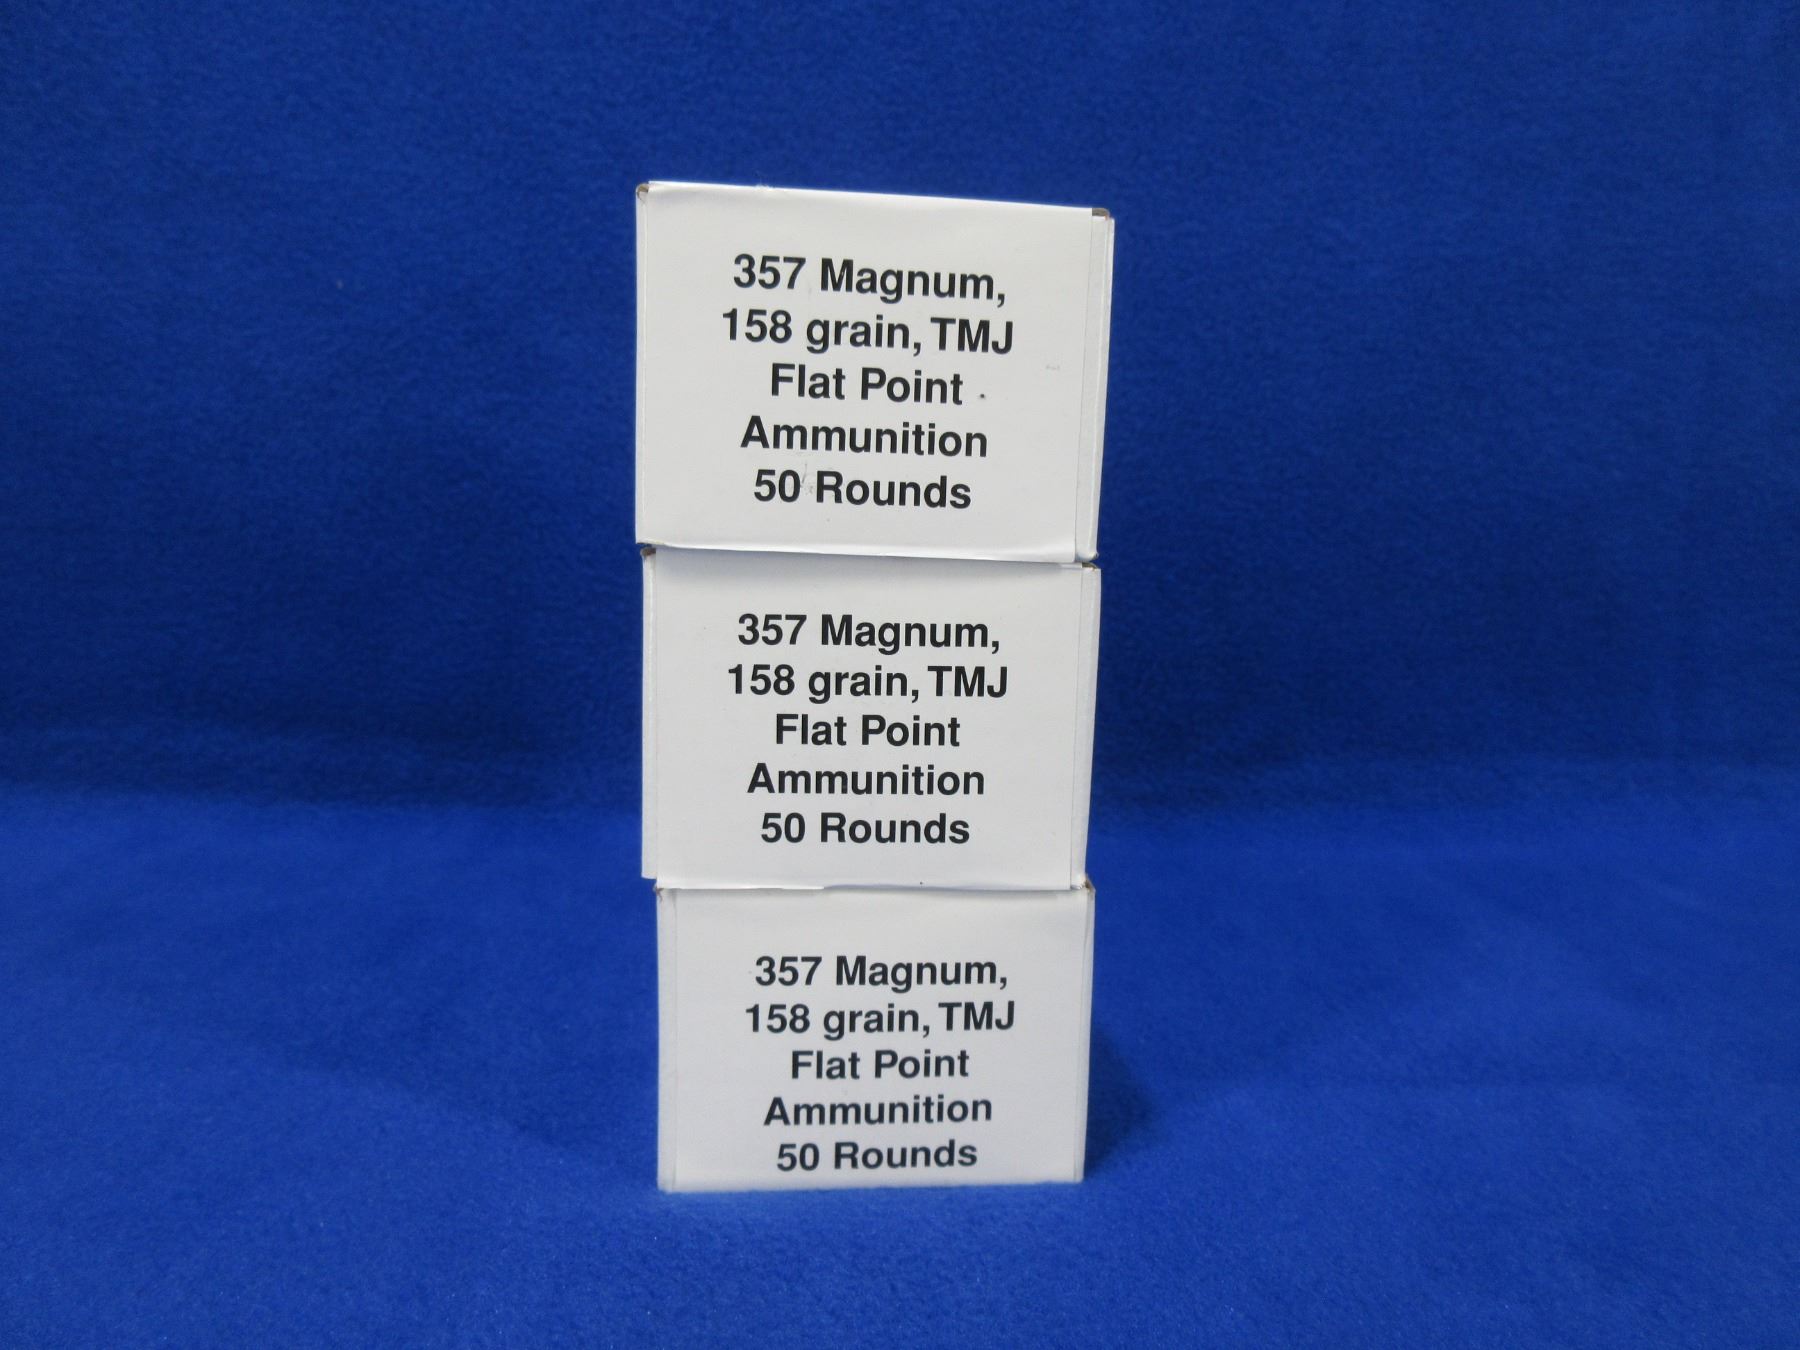 357 Magnum,
158 grain, TMJ
Flat Point
Ammunition
50 Rounds
357 Magnum,
158 grain, TMJ
Flat Point
Ammunition
50 Rounds
357 Magnum,
158 grain, TMJ
Flat Point
Ammunition
50 Rounds